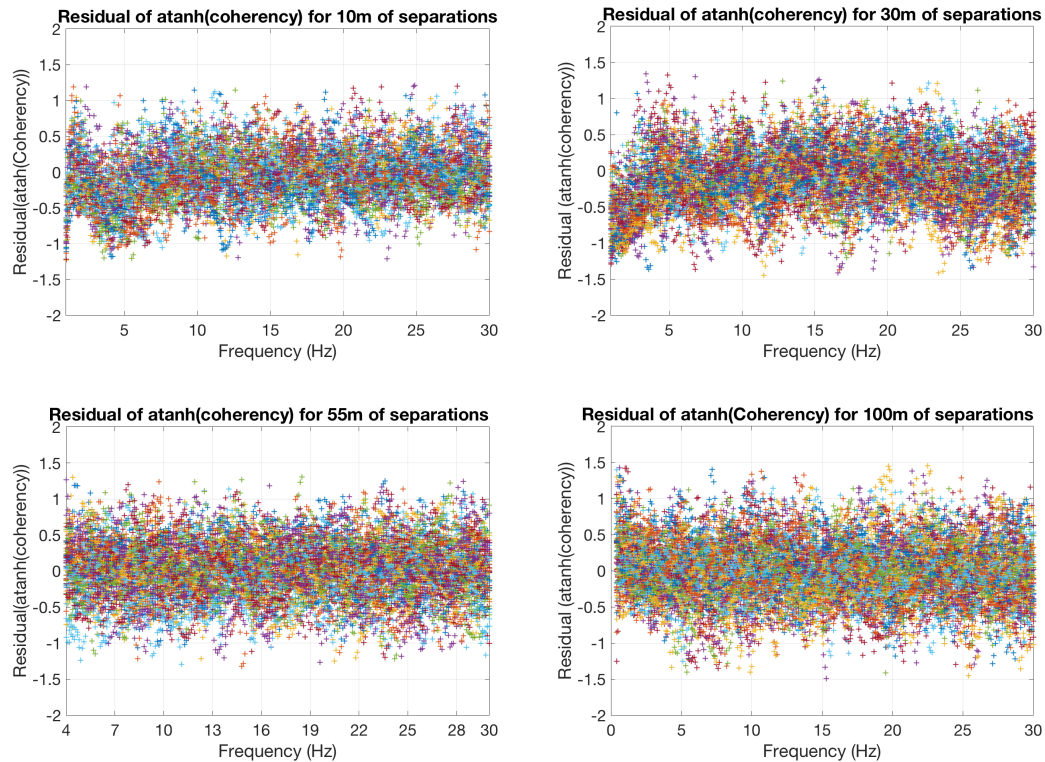 Residual of atanh(coherency) for 10m of separations
Residual(atah(Coherency))
2
1.5
1
0.5
0
-0.5
-1
-1.5
-2
5 10 15 20 25 30
Frequency (Hz)
Residual of atanh(coherency) for 30m of separations
Residual (atanh(coherency))
2
1.5
1
0.5
0
-0.5
-1
-1.5
-2
5 10 15 20 25 30
Frequency (Hz)
Residual of atanh(coherency) for 55m of separations
Residual(atanh(coherency))
2
1.5
1
0.5
0
-0.5
-1
-1.5
-2
4 7 10 13 16 19 22 25 28 30
Frequency (Hz)
Residual of atanh(Coherency) for 100m of separations
Residual (atanh(coherency))
2
1.5
1
0.5
0
-0.5
-1
-1.5
-2
0 5 10 15 20 25 30
Frequency (Hz)